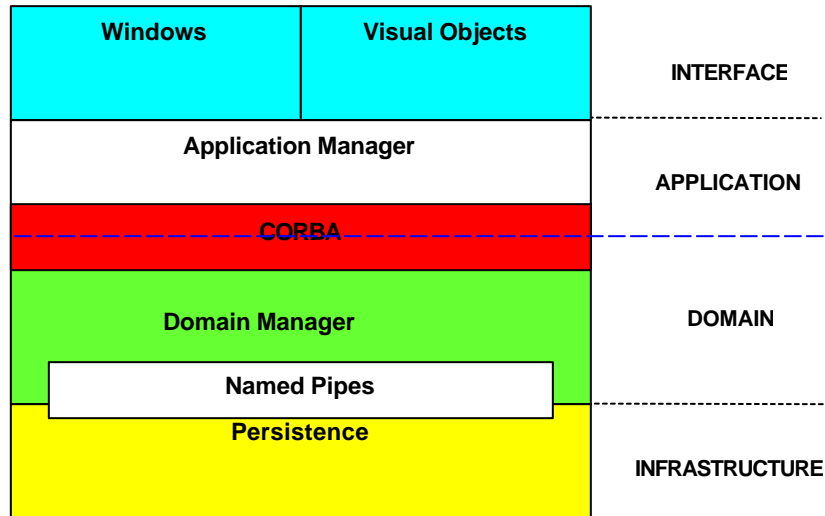 Windows
Visual Objects
INTERFACE
Application Manager
APPLICATION
CORBA
Domain Manager
DOMAIN
Named Pipes
Persistence
INFRASTRUCTURE